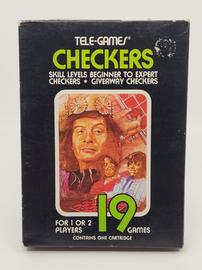 TELE-GAMES®
CHECKERS
SKILL LEVELS BEGINNER TO EXPERT
CHECKERS • GIVEAWAY CHECKERS
FOR 1 OR 2
PLAYERS
19
GAMES
CONTAINS ONE CARTRIDGE